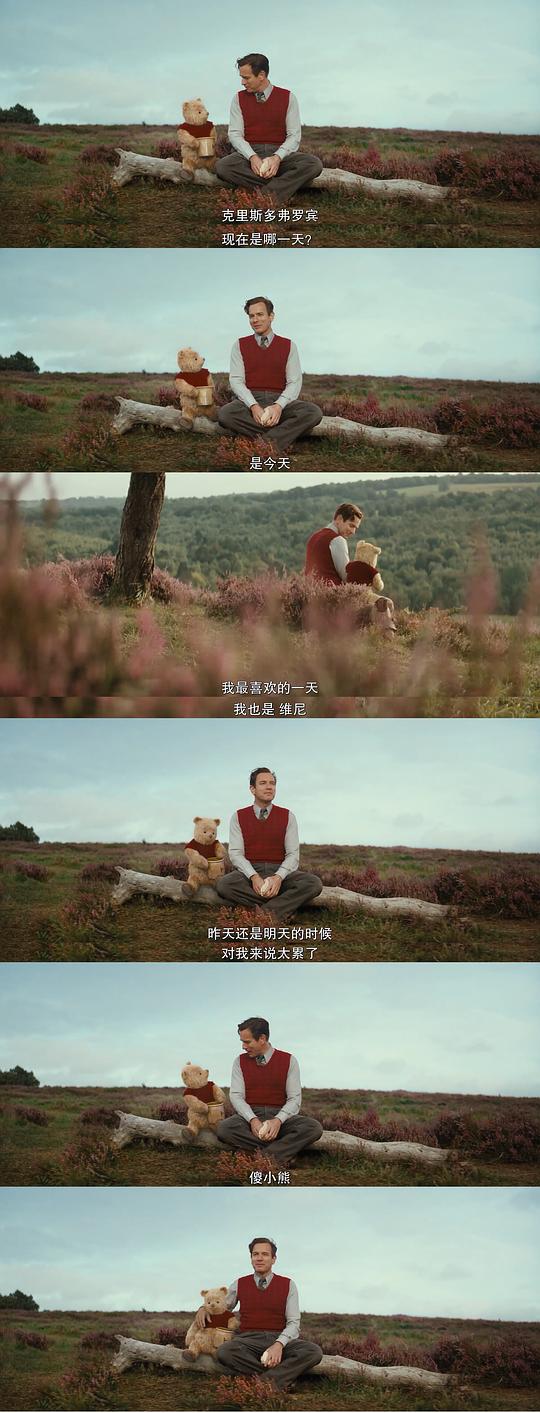 克里斯多弗罗宾
现在是哪一天?
是今天
我最喜欢的一天
我也是 维尼
昨天还是明天的时候
对我来说太累了
傻小熊